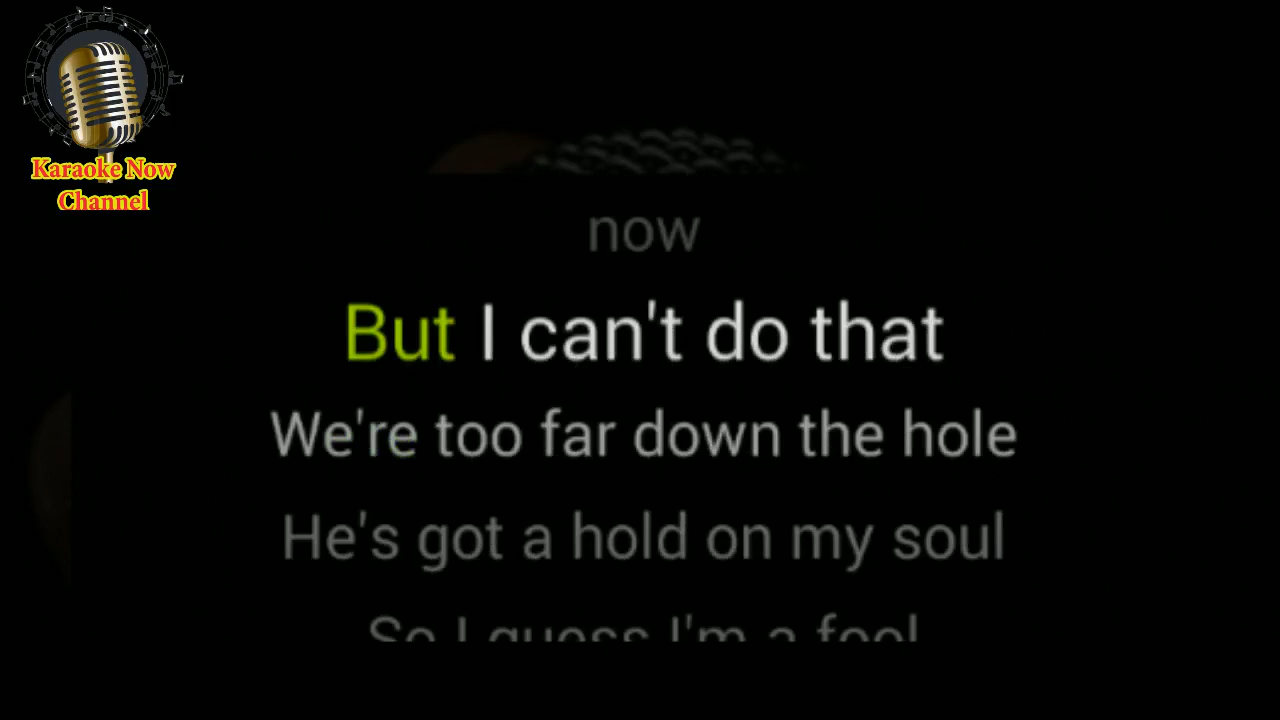 Karaoke Now
Channel
now
But I can't do that
We're too far down the hole
He's got a hold on my soul
So I guess I'm a fool